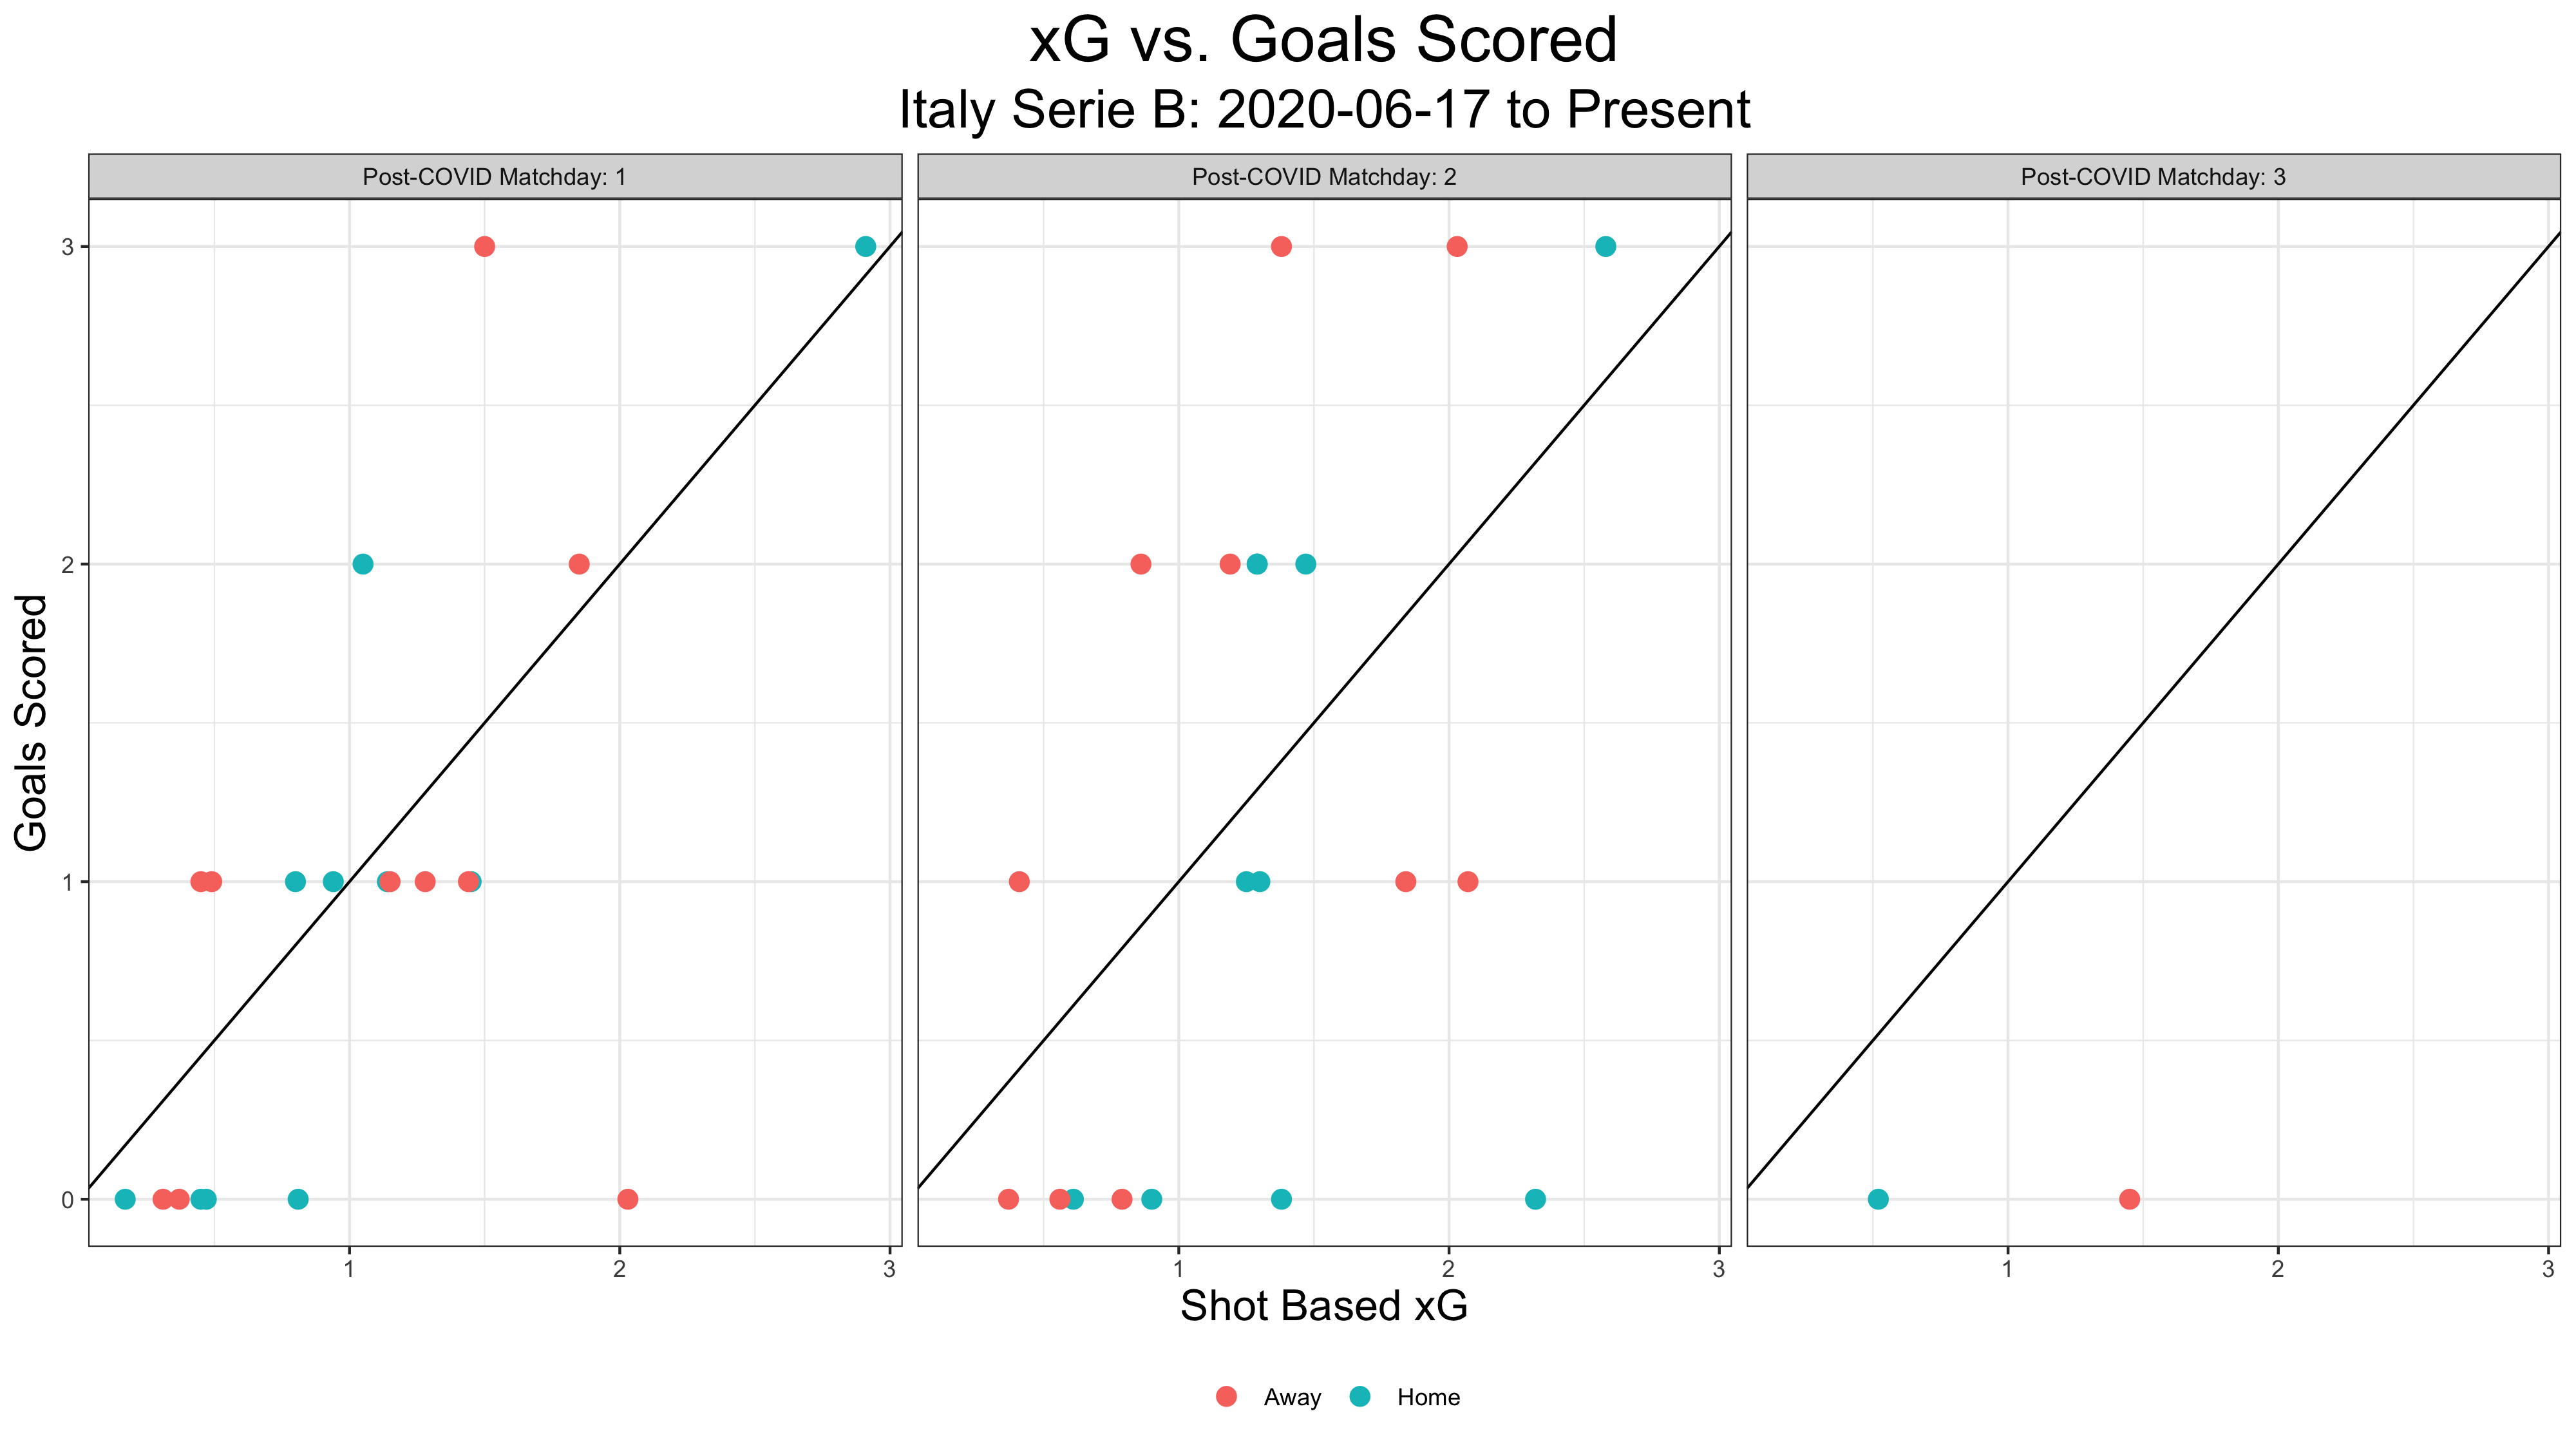 xG vs. Goals Scored
Italy Serie B: 2020-06-17 to Present
Post-COVID Matchday: 1
Post-COVID Matchday: 2
Post-COVID Matchday: 3
Goals Scored
3
2
1
0
1 2 3
1 2 3
1 2 3
Shot Based xG
Away Home